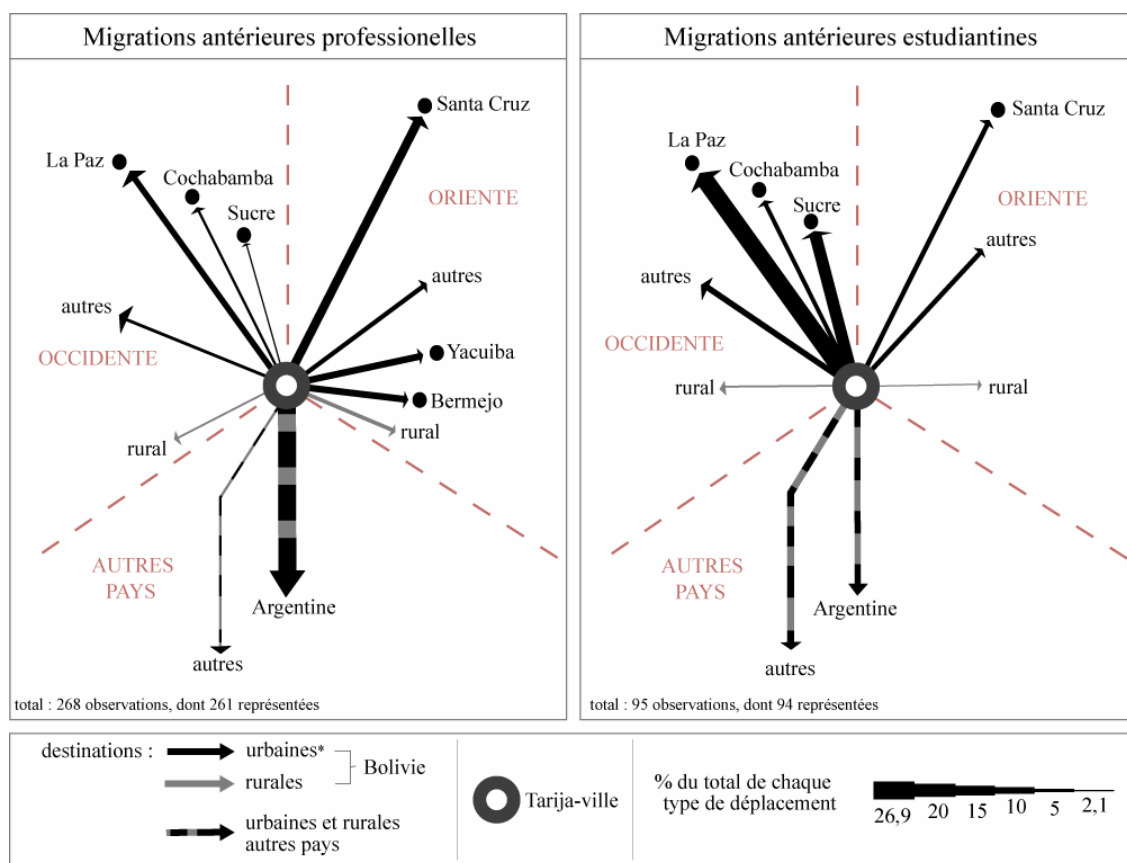 Migrations antérieures professionelles
Santa Cruz
La Paz
Cochabamba
ORIENTE
Sucre
autres
autres
OCCIDENTE
Yacuiba
Bermejo
rural
rural
AUTRES
PAYS
Argentine
autres
total : 268 observations, dont 261 représentées
Migrations antérieures estudiantines
Santa Cruz
La Paz
Cochabamba
Sucre
ORIENTE
autres
autres
OCCIDENTE
rural
rural
AUTRES
PAYS
Argentine
autres
total : 95 observations, dont 94 représentées
destinations :
urbaines*
Bolivie
rurales
urbaines et rurales
autres pays
Tarija-ville
% du total de chaque
type de déplacement
26,9 20 15 10 5 2,1